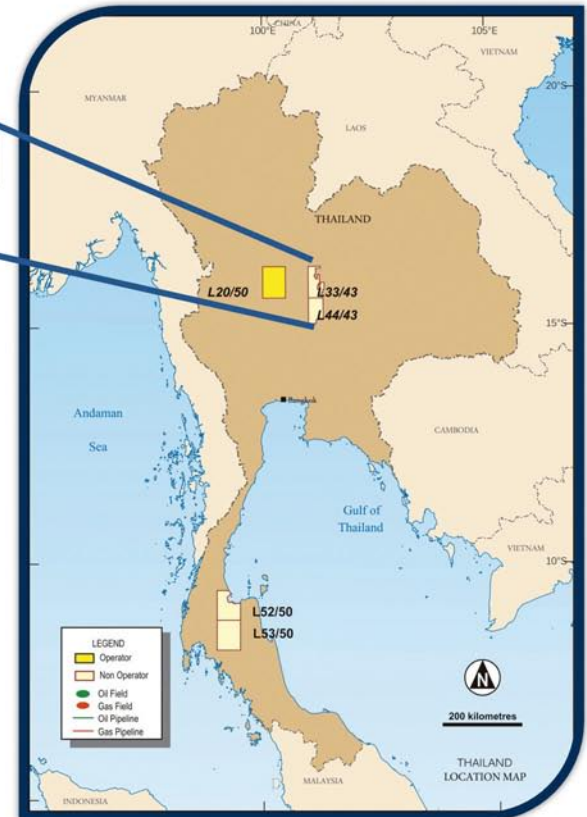 100°E
105°E
CHINA
VIETNAM
20°S
MYANMAR
LAOS
THAILAND
L20/50
L33/43
L44/43
15°S
Bangkok
Andaman
Sea
CAMBODIA
Gulf of
Thailand
VIETNAM
10°S
L52/50
L53/50
LEGEND
Operator
Non Operator
Oil Field
Gas Field
Oil Pipeline
Gas Pipeline
N
200 kilometres
THAILAND
LOCATION MAP
MALAYSIA
INDONESIA